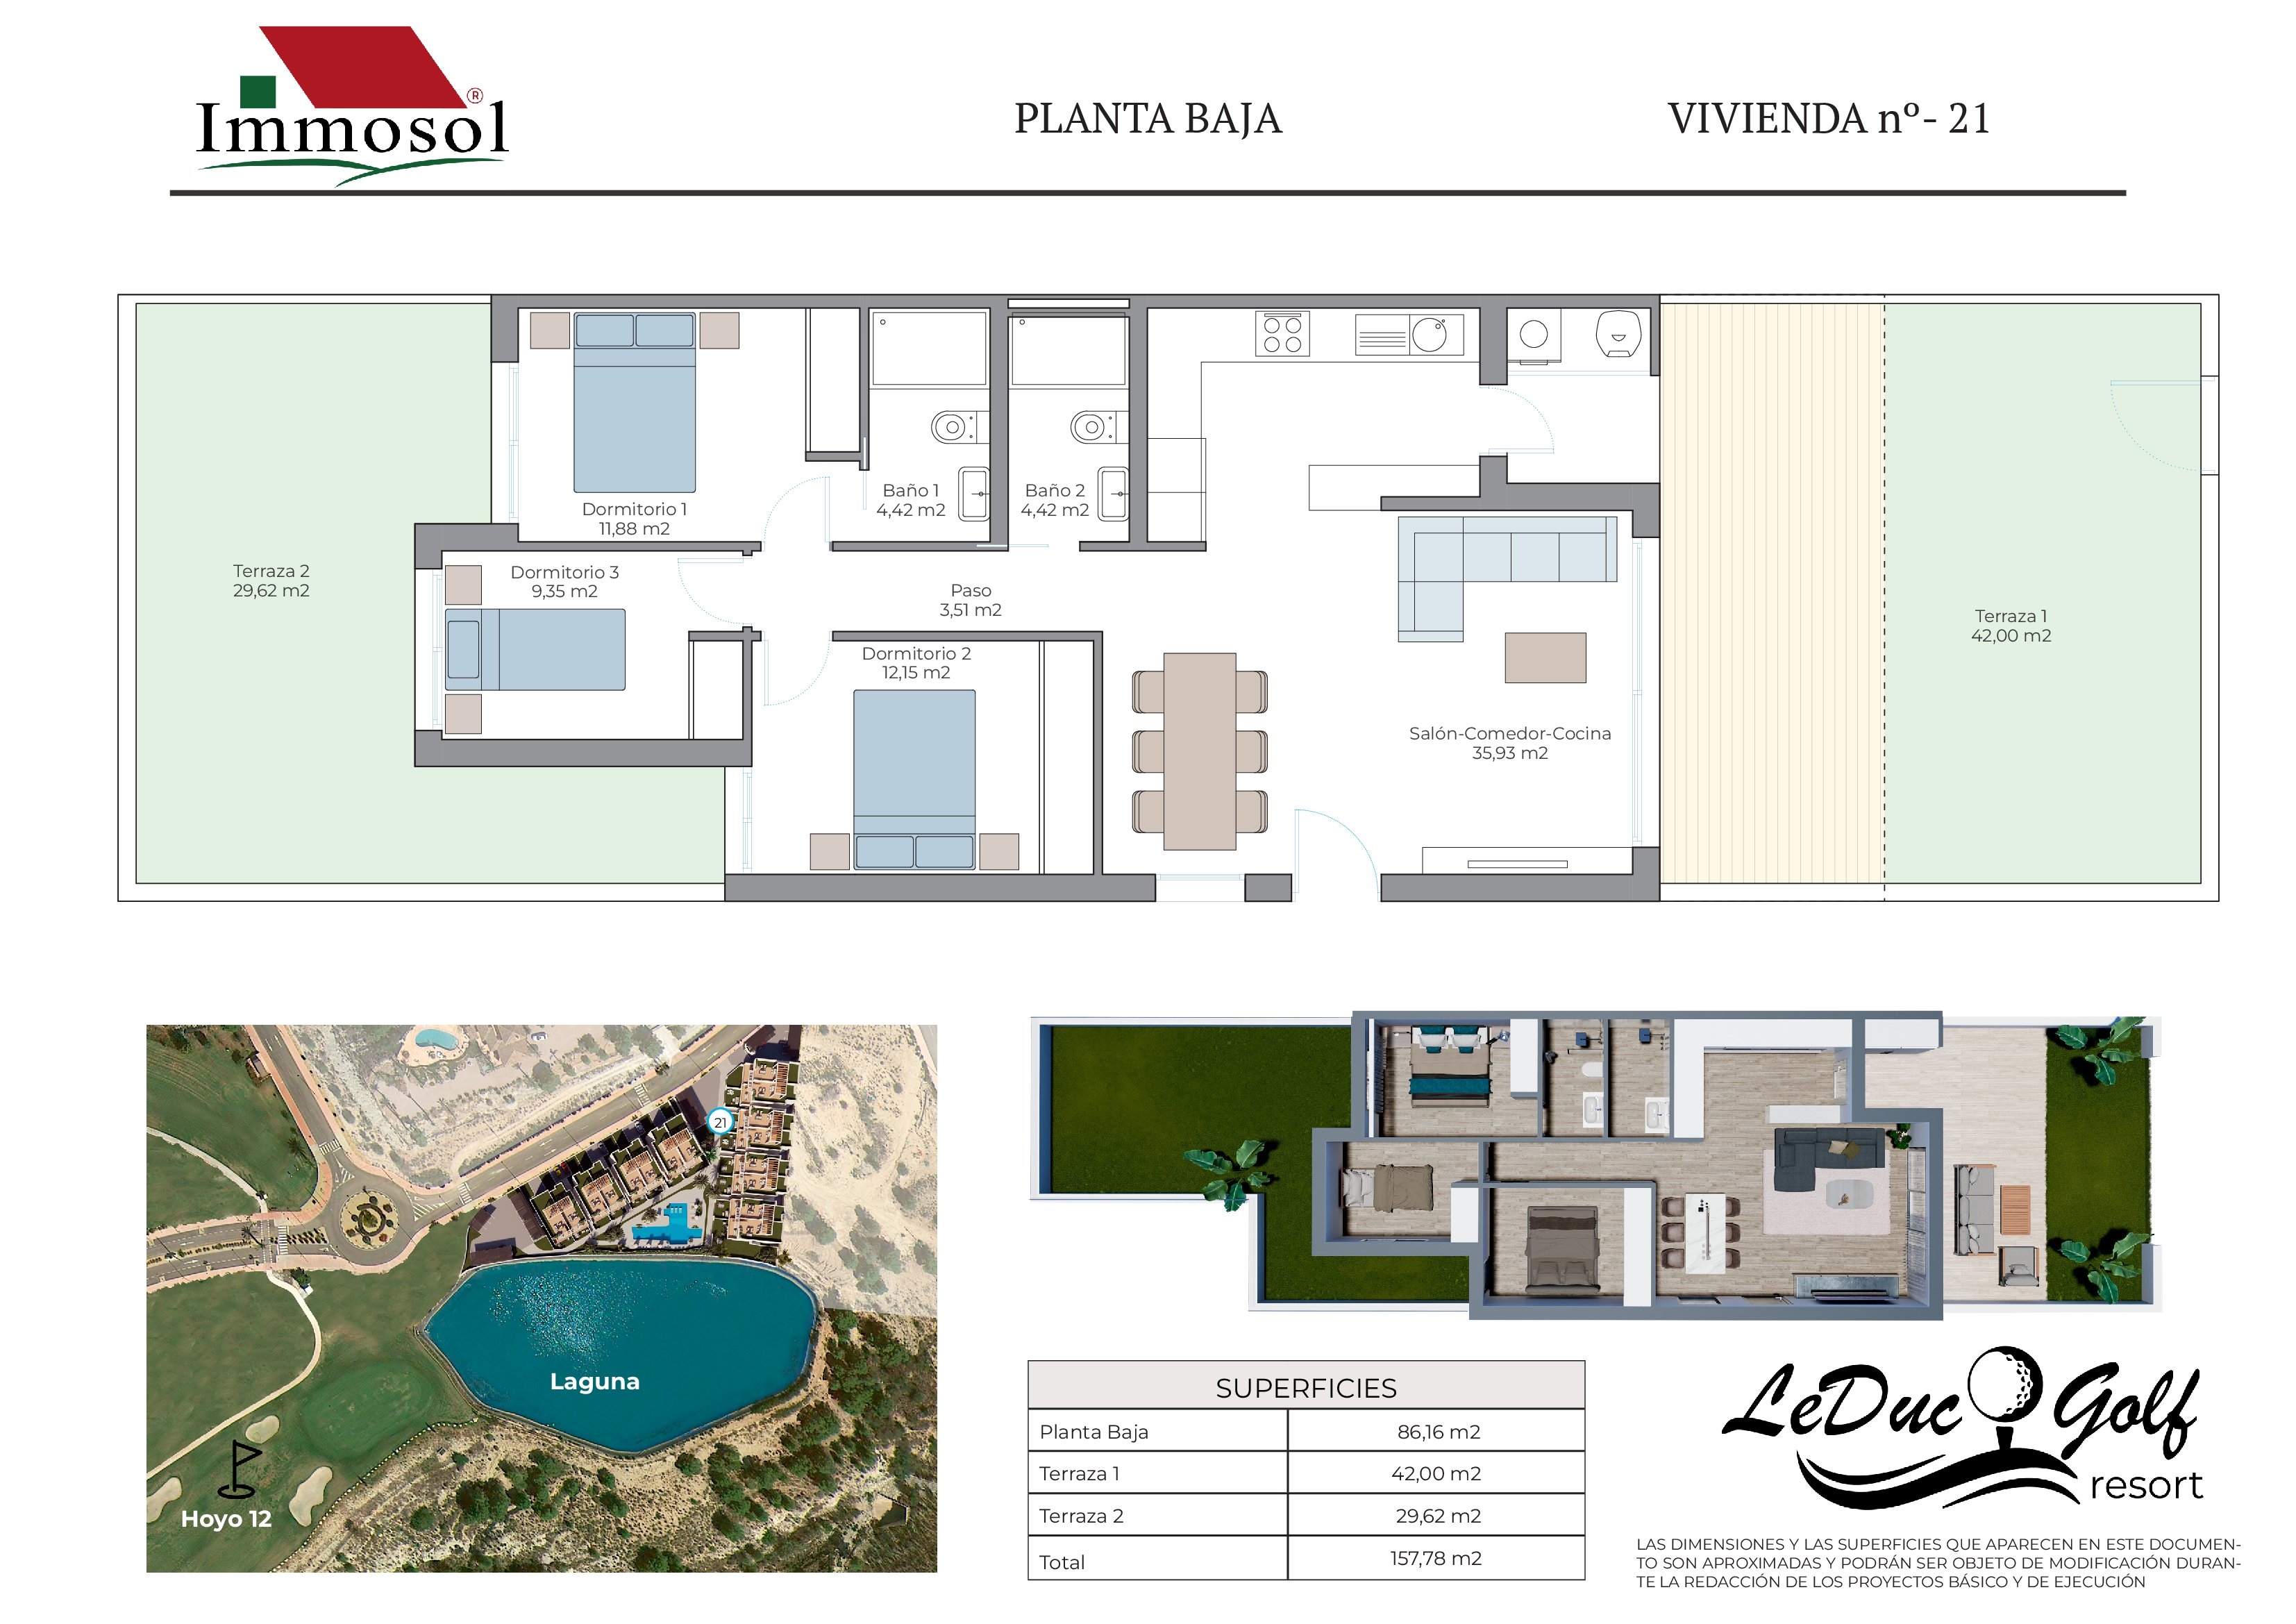 Immosol®
PLANTA BAJA
VIVIENDA nº- 21
Dormitorio 1
11,88 m2
Baño 1
4,42 m2
Baño 2
4,42 m2
Terraza 2
29,62 m2
Dormitorio 3
9,35 m2
Paso
3,51 m2
Terraza 1
42,00 m2
Dormitorio 2
12,15 m2
Salón-Comedor-Cocina
35,93 m2
21
Laguna
Hoyo 12
SUPERFICIES
Planta Baja 86,16 m2
Terraza 1 42,00 m2
Terraza 2 29,62 m2
Total 157,78 m2
LeDuc Golf
resort
LAS DIMENSIONES Y LAS SUPERFICIES QUE APARECEN EN ESTE DOCUMEN-
TO SON APROXIMADAS Y PODRÁN SER OBJETO DE MODIFICACIÓN DURAN-
TE LA REDACCIÓN DE LOS PROYECTOS BÁSICO Y DE EJECUCIÓN